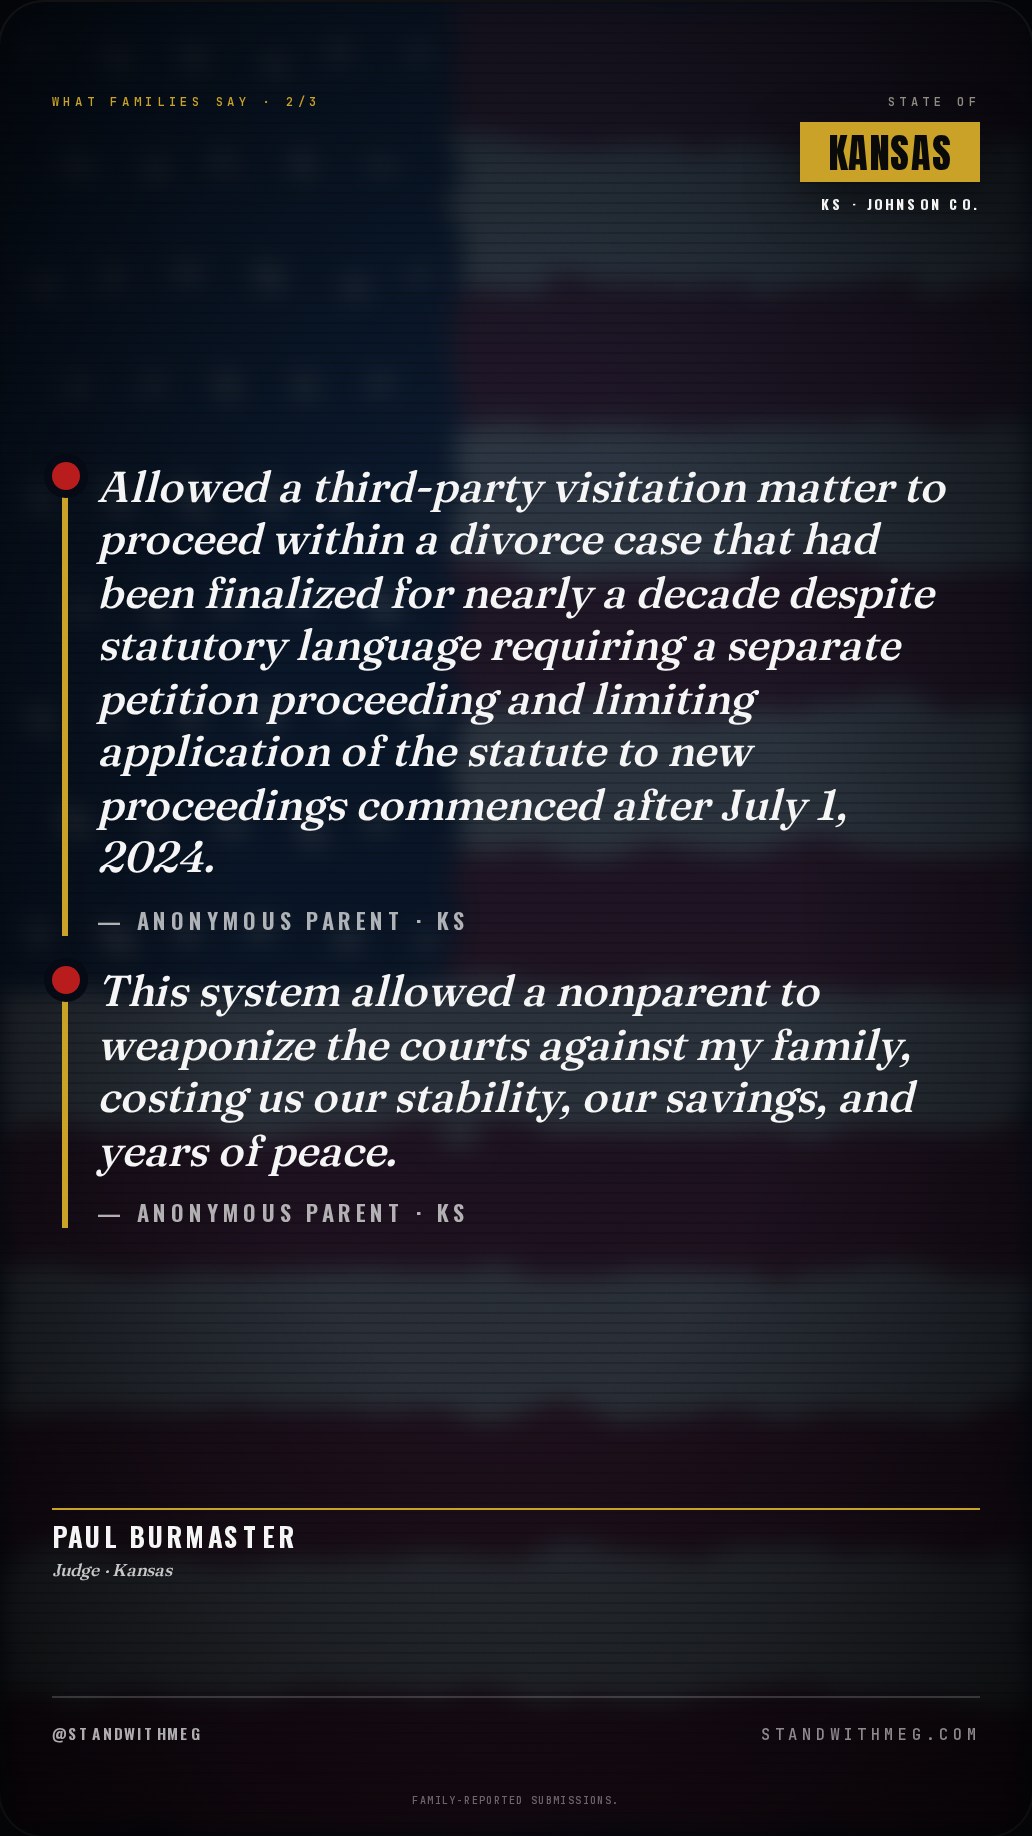 WHAT FAMILIES SAY · 2/3
STATE OF
KANSAS
KS · JOHNSON CO.
Allowed a third-party visitation matter to
proceed within a divorce case that had
been finalized for nearly a decade despite
statutory language requiring a separate
petition proceeding and limiting
application of the statute to new
proceedings commenced after July 1,
2024.
— ANONYMOUS PARENT · KS
This system allowed a nonparent to
weaponize the courts against my family,
costing us our stability, our savings, and
years of peace.
— ANONYMOUS PARENT · KS
PAUL BURMASTER
Judge · Kansas
@STANDWITHMEG
STANDWITHMEG.COM
FAMILY-REPORTED SUBMISSIONS.